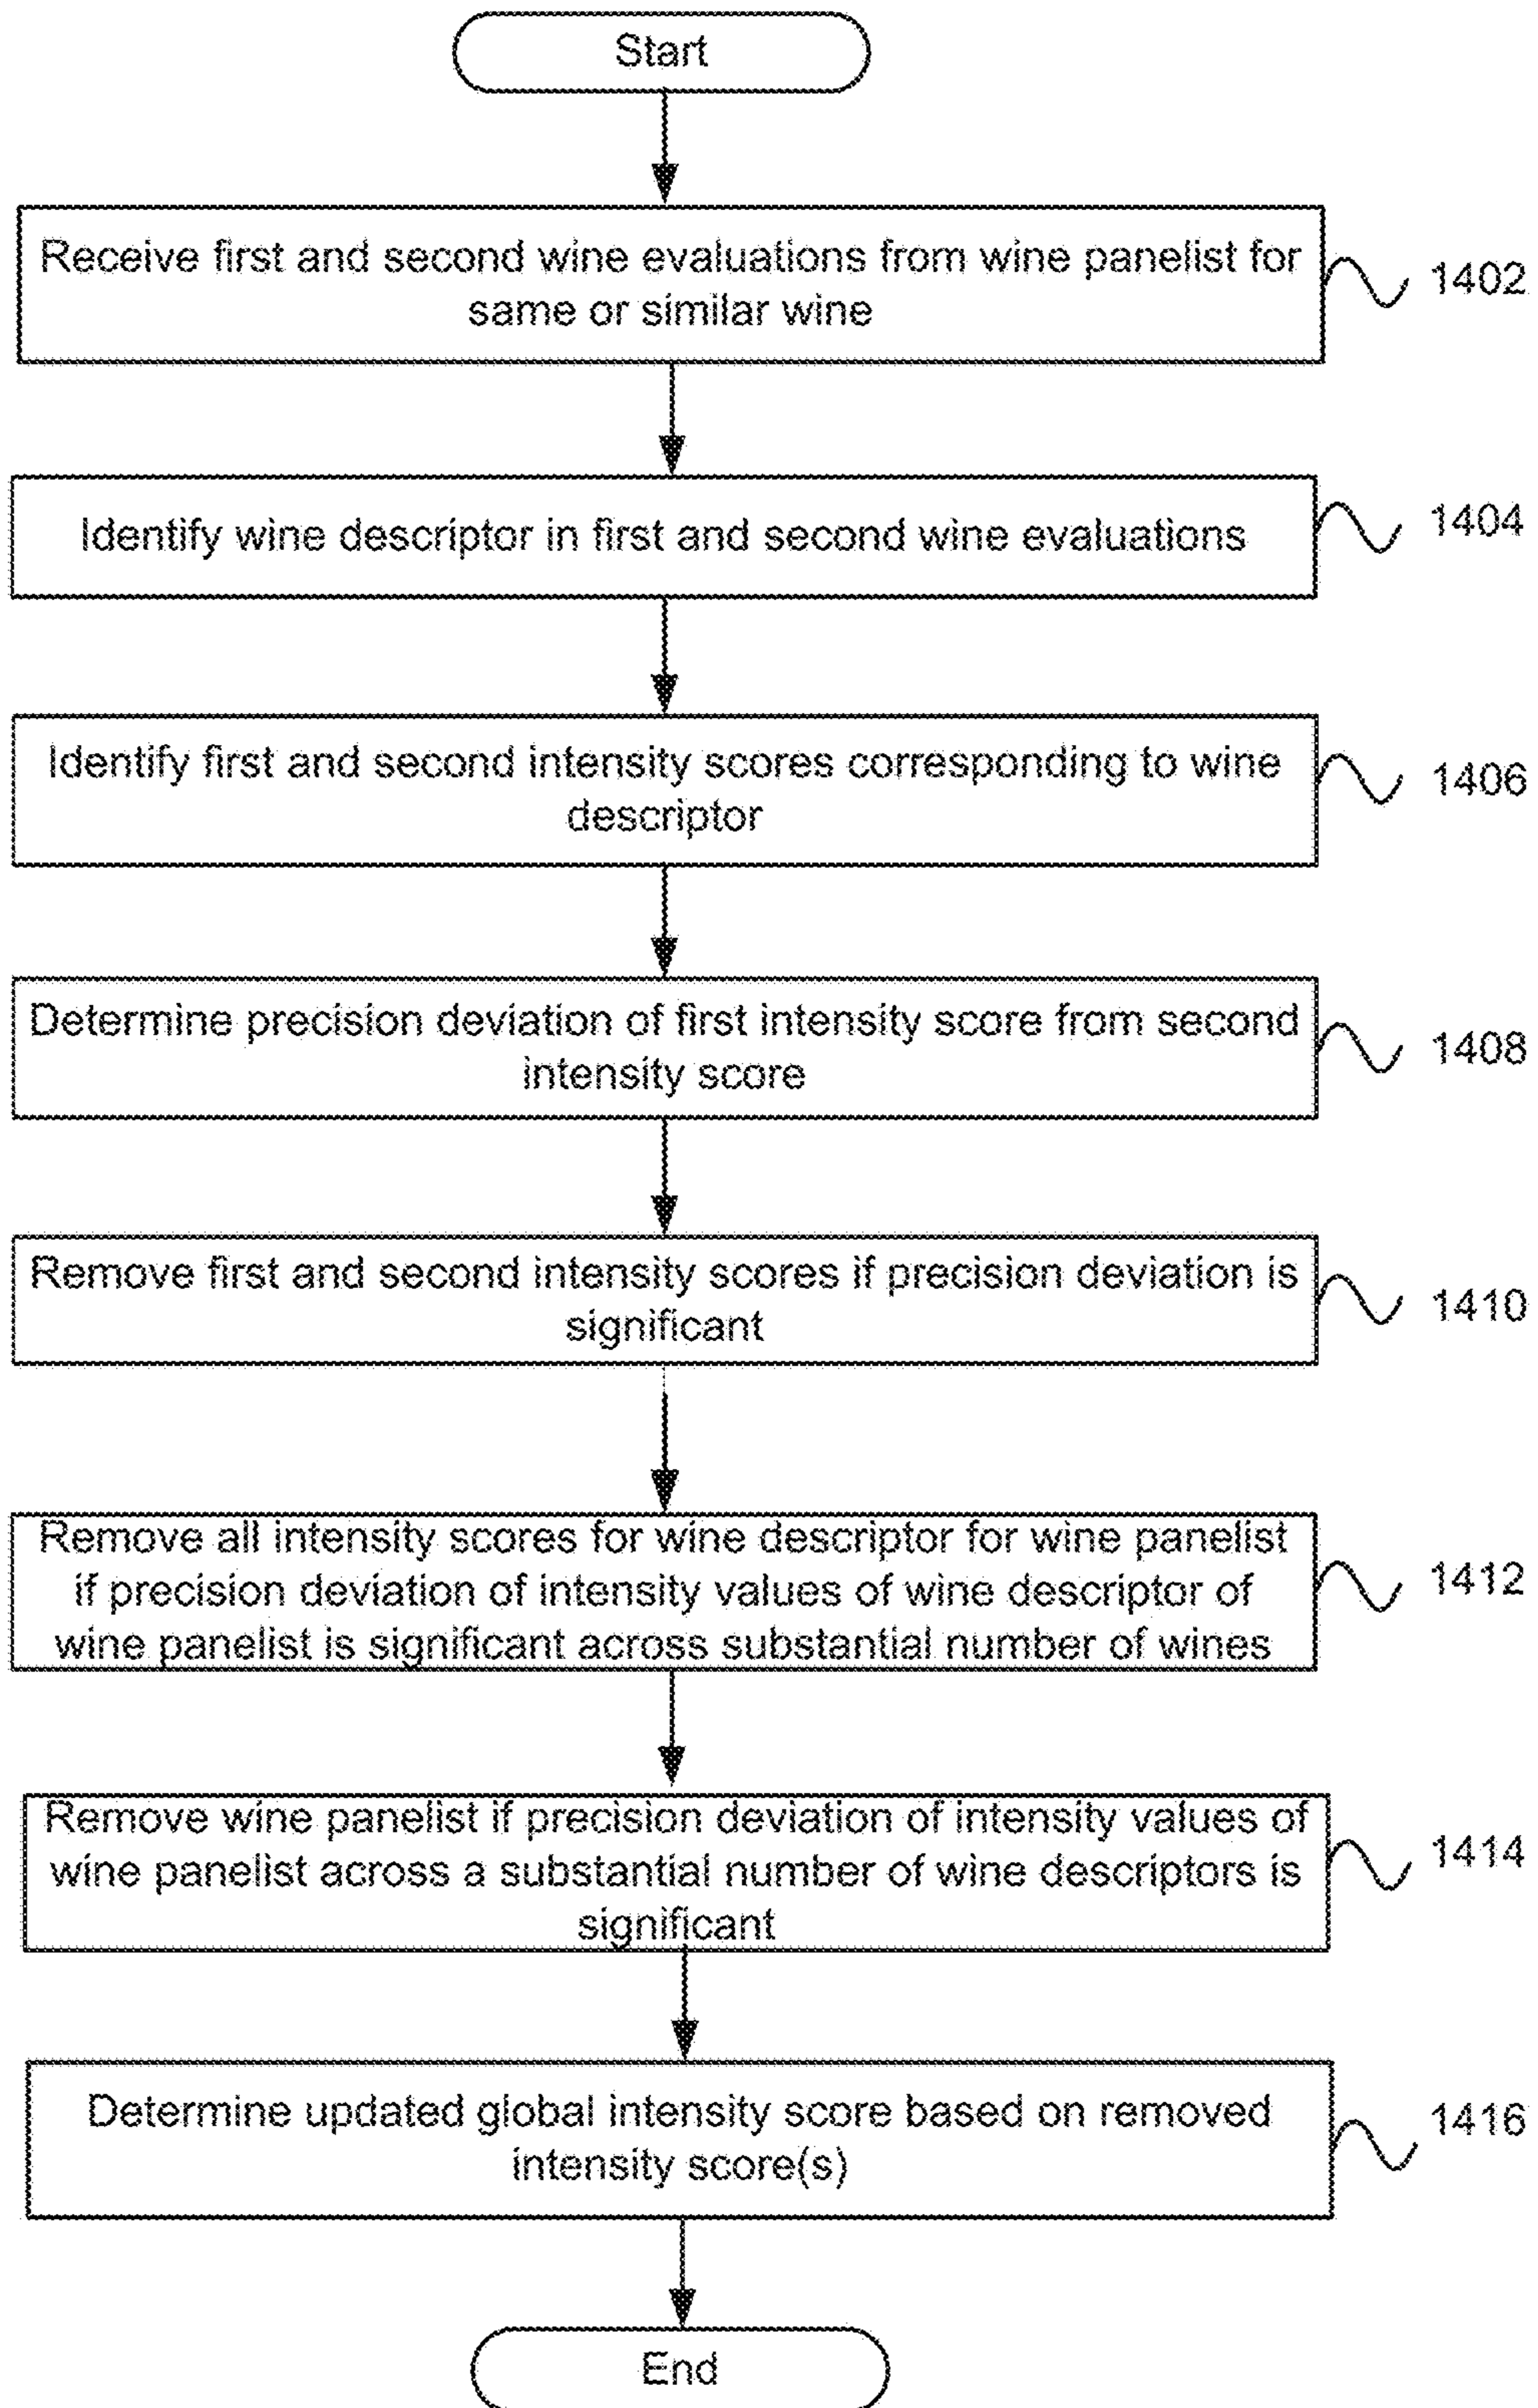 Start
Receive first and second wine evaluations from wine panelist for
same or similar wine
1402
Identify wine descriptor in first and second wine evaluations
1404
Identify first and second intensity scores corresponding to wine
descriptor
1406
Determine precision deviation of first intensity score from second
intensity score
1408
Remove first and second intensity scores if precision deviation is
significant
1410
Remove all intensity scores for wine descriptor for wine panelist
if precision deviation of intensity values of wine descriptor of
wine panelist is significant across substantial number of wines
1412
Remove wine panelist if precision deviation of intensity values of
wine panelist across a substantial number of wine descriptors is
significant
1414
Determine updated global intensity score based on removed
intensity score(s)
1416
End